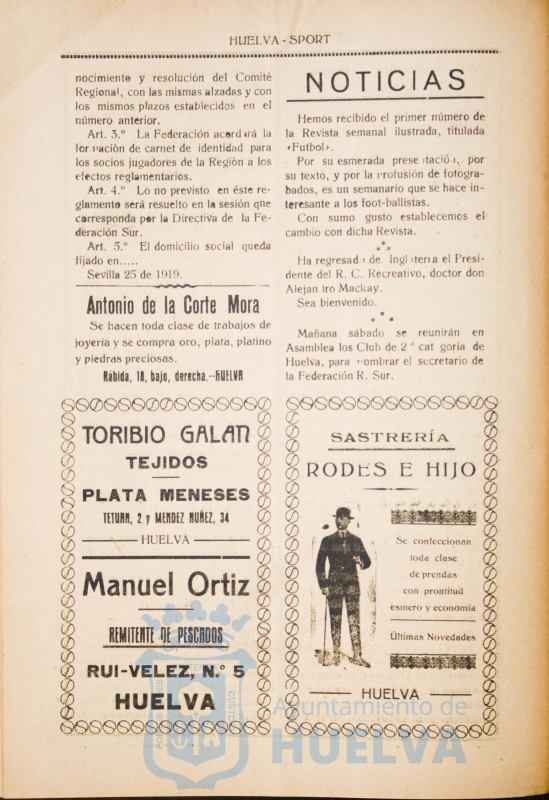 HUELVA - SPORT
nocimiento y resolución del Comité
Regional, con las mismas alzadas y con
los mismos plazos establecidos en el
número anterior.
Art. 3.º La Federación acordará la
formación de carnet de identidad para
los socios jugadores de la Región a los
efectos reglamentarios.
Art. 4.º Lo no previsto en éste re-
glamento será resuelto en la sesión que
corresponda por la Directiva de la Fe-
deración Sur.
Art. 5.º El domicilio social queda
fijado en.....
Sevilla 25 de 1919.
Antonio de la Corte Mora
Se hacen toda clase de trabajos de
joyería y se compra oro, plata, platino
y piedras preciosas.
Rábida, 18, bajo, derecha.--HUELVA
TORIBIO GALAN
TEJIDOS
PLATA MENESES
TETUAN, 2 y MENDEZ NUÑEZ, 34
HUELVA
Manuel Ortiz
REMITENTE DE PESCADOS
RUI-VELEZ, N.º 5
HUELVA
NOTICIAS
Hemos recibido el primer número de
la Revista semanal ilustrada, titulada
«Futbol».
Por su esmerada presentación, por
su texto, y por la profusión de fotogra-
bados, es un semanario que se hace in-
teresante a los foot-ballistas.
Con sumo gusto establecemos el
cambio con dicha Revista.
Ha regresado de Inglaterra el Presi-
dente del R. C. Recreativo, doctor don
Alejandro Mackay.
Sea bienvenido.
Mañana sábado se reunirán en
Asamblea los Club de 2.ª categoría de
Huelva, para nombrar el secretario de
la Federación R. Sur.
SASTRERÍA
RODES E HIJO
Se confeccionan
toda clase
de prendas
con prontitud
esmero y economía
Últimas Novedades
HUELVA
Ayuntamiento de
HUELVA